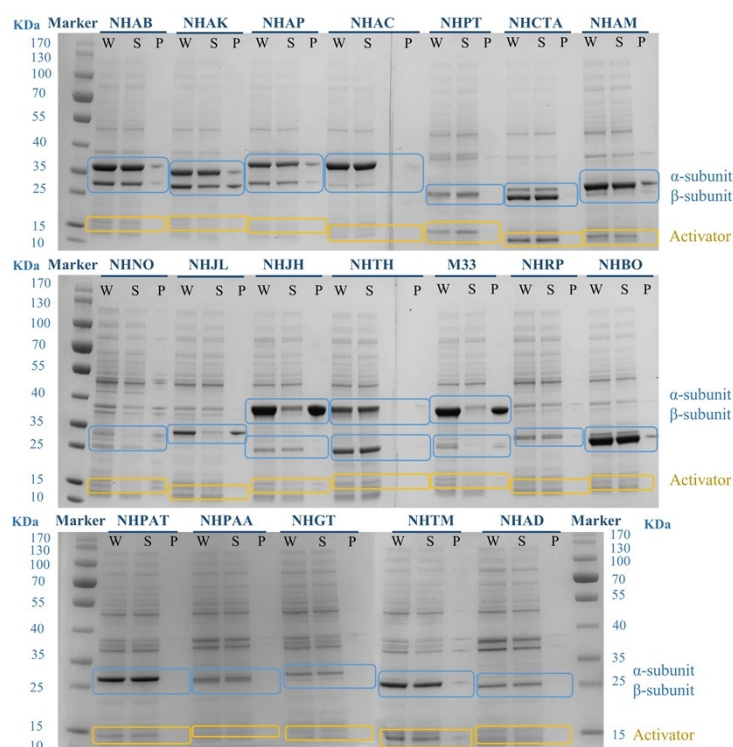 KDa Marker NHAB NHAK NHAP NHAC NHPT NHCTA NHAM
W S P W S P W S P W S P W S P W S P W S P
170
130
100
70
55
40
35
25
15
10
α-subunit
β-subunit
Activator
KDa Marker NHNO NHJL NHJH NHTH M33 NHRP NHBO
W S P W S P W S P W S P W S P W S P W S P
170
130
100
70
55
40
35
25
15
10
α-subunit
β-subunit
Activator
KDa Marker NHPAT NHPAA NHGT NHTM NHAD Marker KDa
W S P W S P W S P W S P W S P
170
130
100
70
55
40
35
25
15
10
170
130
100
70
55
40
35
25
15
α-subunit
β-subunit
Activator